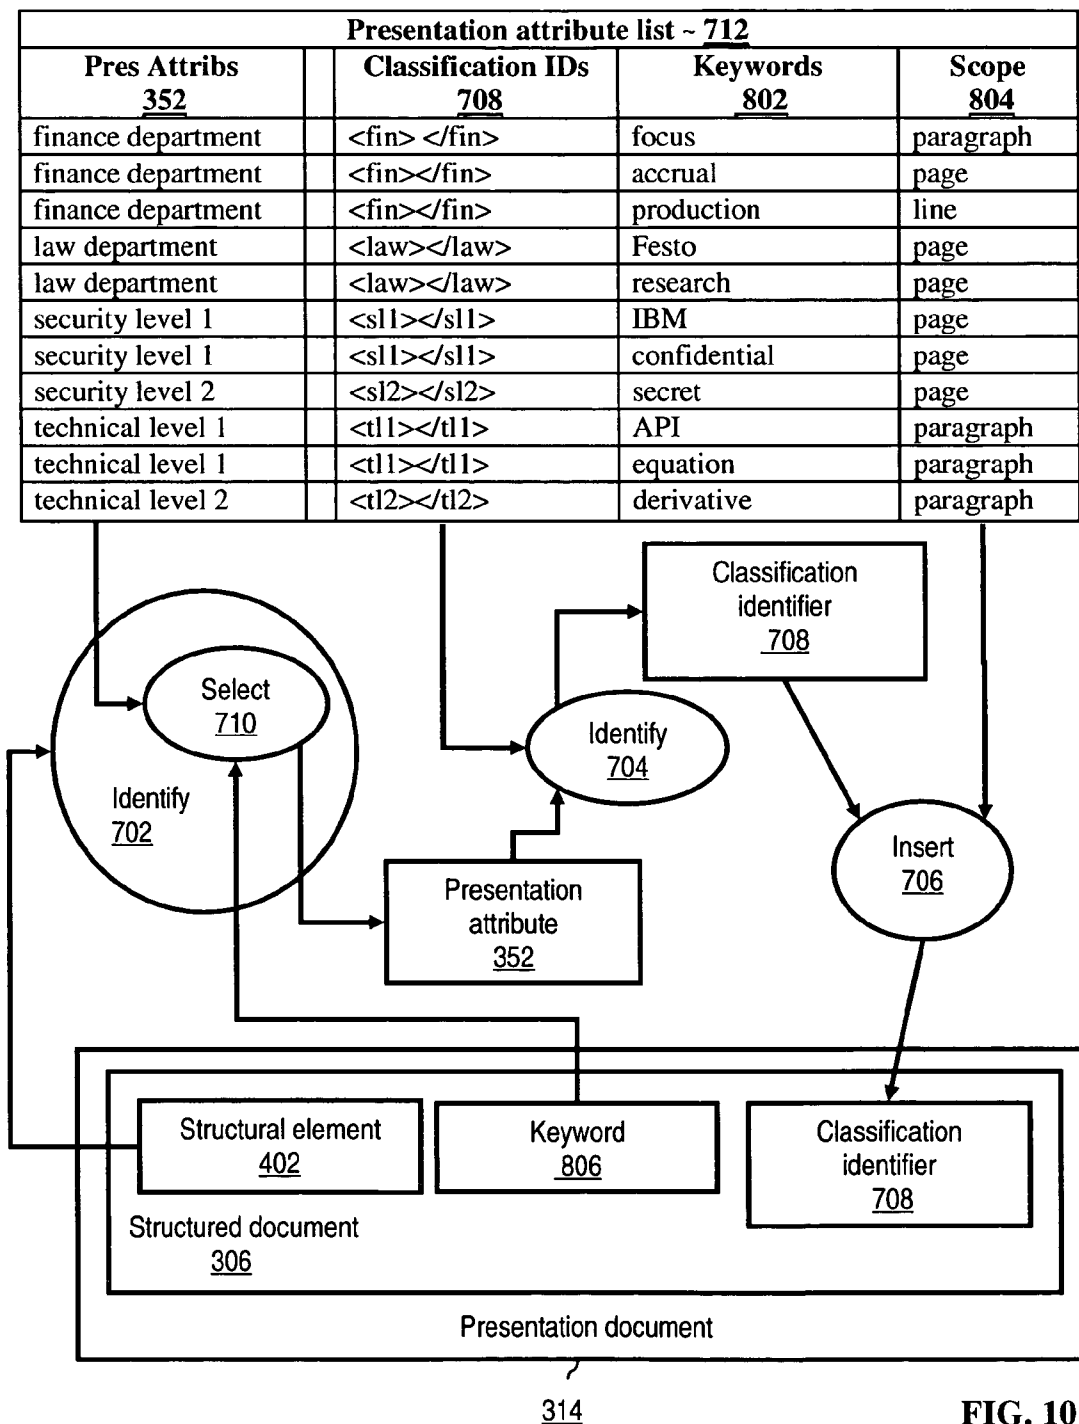 Presentation attribute list ~ 712
Pres Attribs Classification IDs Keywords Scope
352 708 802 804
finance department <fin> </fin> focus paragraph
finance department <fin></fin> accrual page
finance department <fin></fin> production line
law department <law></law> Festo page
law department <law></law> research page
security level 1 <sl1></sl1> IBM page
security level 1 <sl1></sl1> confidential page
security level 2 <sl2></sl2> secret page
technical level 1 <tl1></tl1> API paragraph
technical level 1 <tl1></tl1> equation paragraph
technical level 2 <tl2></tl2> derivative paragraph
Classification
identifier
708
Select
710
Identify
704
Identify
702
Insert
706
Presentation
attribute
352
Structural element
402
Keyword
806
Classification
identifier
708
Structured document
306
Presentation document
314
FIG. 10